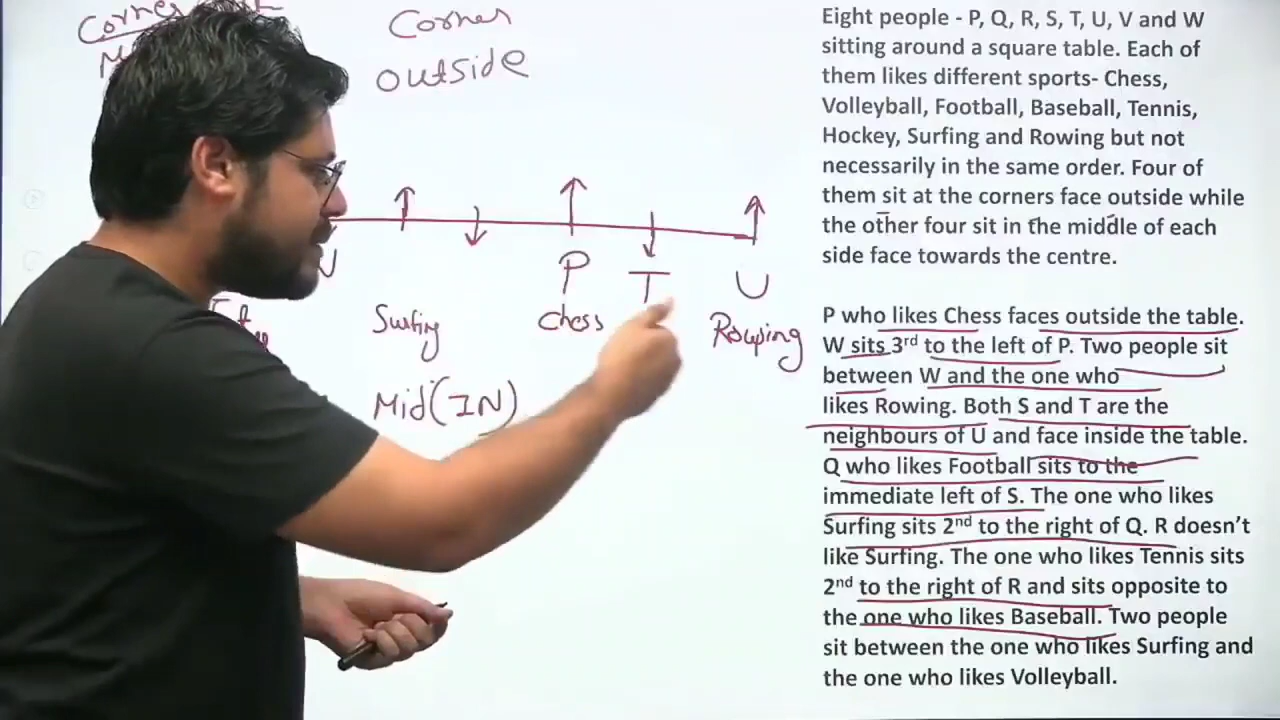 Corner
Corner
outside
P
T
U
Surfing
Chess
Rowing
Mid(IN)
Eight people - P, Q, R, S, T, U, V and W
sitting around a square table. Each of
them likes different sports- Chess,
Volleyball, Football, Baseball, Tennis,
Hockey, Surfing and Rowing but not
necessarily in the same order. Four of
them sit at the corners face outside while
the other four sit in the middle of each
side face towards the centre.
P who likes Chess faces outside the table.
W sits 3rd to the left of P. Two people sit
between W and the one who
likes Rowing. Both S and T are the
neighbours of U and face inside the table.
Q who likes Football sits to the
immediate left of S. The one who likes
Surfing sits 2nd to the right of Q. R doesn't
like Surfing. The one who likes Tennis sits
2nd to the right of R and sits opposite to
the one who likes Baseball. Two people
sit between the one who likes Surfing and
the one who likes Volleyball.